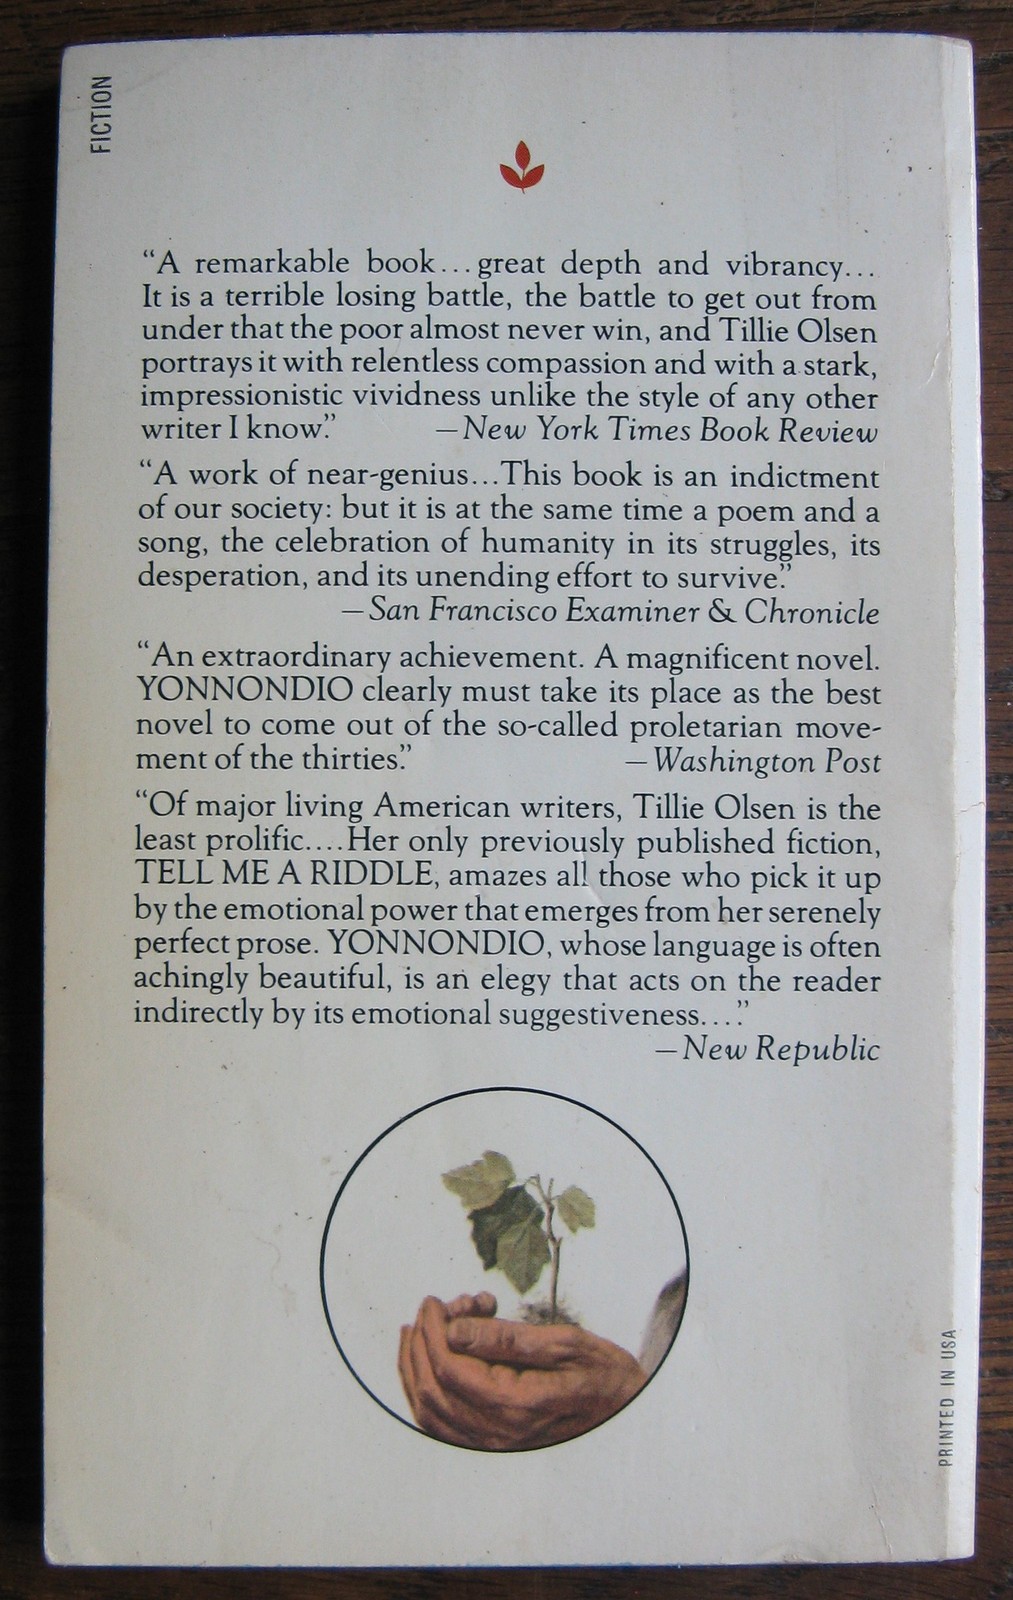 FICTION
“A remarkable book...great depth and vibrancy...
It is a terrible losing battle, the battle to get out from
under that the poor almost never win, and Tillie Olsen
portrays it with relentless compassion and with a stark,
impressionistic vividness unlike the style of any other
writer I know.” —New York Times Book Review
“A work of near-genius...This book is an indictment
of our society: but it is at the same time a poem and a
song, the celebration of humanity in its struggles, its
desperation, and its unending effort to survive.”
—San Francisco Examiner & Chronicle
“An extraordinary achievement. A magnificent novel.
YONNONDIO clearly must take its place as the best
novel to come out of the so-called proletarian move-
ment of the thirties.” —Washington Post
“Of major living American writers, Tillie Olsen is the
least prolific....Her only previously published fiction,
TELL ME A RIDDLE, amazes all those who pick it up
by the emotional power that emerges from her serenely
perfect prose. YONNONDIO, whose language is often
achingly beautiful, is an elegy that acts on the reader
indirectly by its emotional suggestiveness....”
—New Republic
PRINTED IN USA